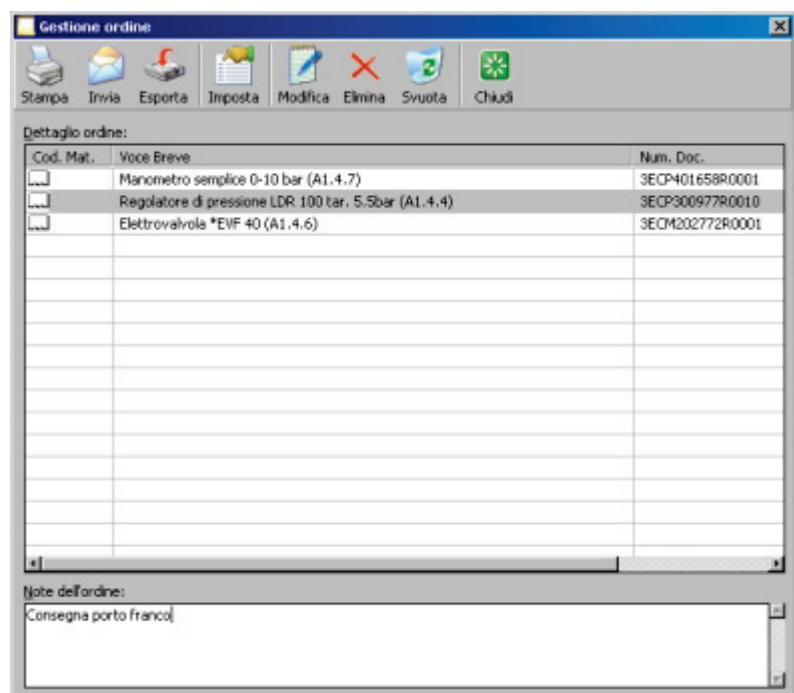 Gestione ordine
Stampa Invia Esporta Imposta Modifica Elimina Svuota Chiudi
Dettaglio ordine:
Cod. Mat. Voce Breve Num. Doc.
... Manometro semplice 0-10 bar (A1.4.7) 3ECP401658R0001
... Regolatore di pressione LDR 100 tar. 5.5bar (A1.4.4) 3ECP300977R0010
... Elettrovalvola *EVF 40 (A1.4.6) 3ECM202772R0001
Note dell'ordine:
Consegna porto franco